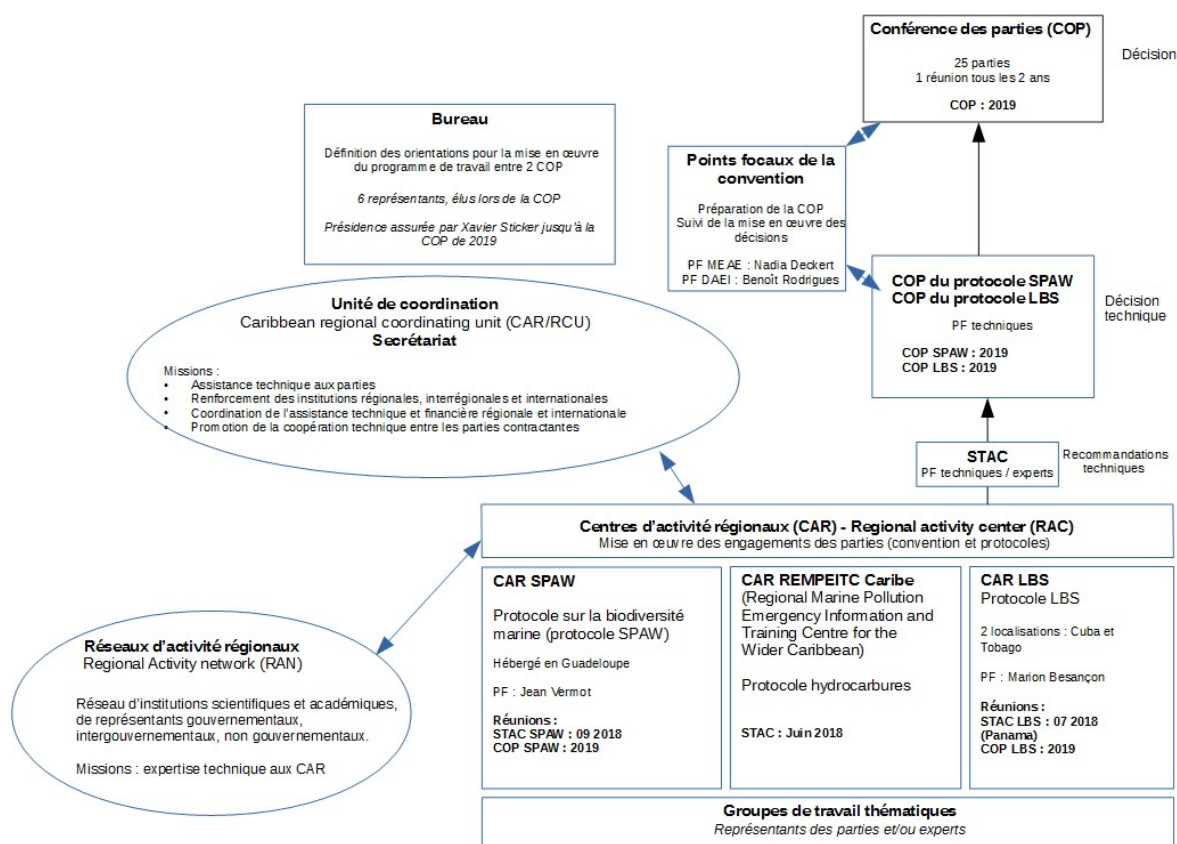 Conférence des parties (COP)
25 parties
1 réunion tous les 2 ans
COP : 2019
Décision
Bureau
Définition des orientations pour la mise en œuvre
du programme de travail entre 2 COP
6 représentants, élus lors de la COP
Présidence assurée par Xavier Sticker jusqu'à la
COP de 2019
Points focaux de la
convention
Préparation de la COP
Suivi de la mise en œuvre des
décisions
PF MEAE : Nadia Deckert
PF DAEI : Benoît Rodrigues
COP du protocole SPAW
COP du protocole LBS
PF techniques
COP SPAW : 2019
COP LBS : 2019
Décision
technique
Unité de coordination
Caribbean regional coordinating unit (CAR/RCU)
Secrétariat
Missions :
• Assistance technique aux parties
• Renforcement des institutions régionales, interrégionales et internationales
• Coordination de l'assistance technique et financière régionale et internationale
• Promotion de la coopération technique entre les parties contractantes
STAC
PF techniques / experts
Recommandations
techniques
Centres d'activité régionaux (CAR) - Regional activity center (RAC)
Mise en œuvre des engagements des parties (convention et protocoles)
CAR SPAW
Protocole sur la biodiversité
marine (protocole SPAW)
Hébergé en Guadeloupe
PF : Jean Vermot
Réunions :
STAC SPAW : 09 2018
COP SPAW : 2019
CAR REMPEITC Caribe
(Regional Marine Pollution
Emergency Information and
Training Centre for the
Wider Caribbean)
Protocole hydrocarbures
STAC : Juin 2018
CAR LBS
Protocole LBS
2 localisations : Cuba et
Tobago
PF : Marion Besançon
Réunions :
STAC LBS : 07 2018
(Panama)
COP LBS : 2019
Réseaux d'activité régionaux
Regional Activity network (RAN)
Réseau d'institutions scientifiques et académiques,
de représentants gouvernementaux,
intergouvernementaux, non gouvernementaux.
Missions : expertise technique aux CAR
Groupes de travail thématiques
Représentants des parties et/ou experts